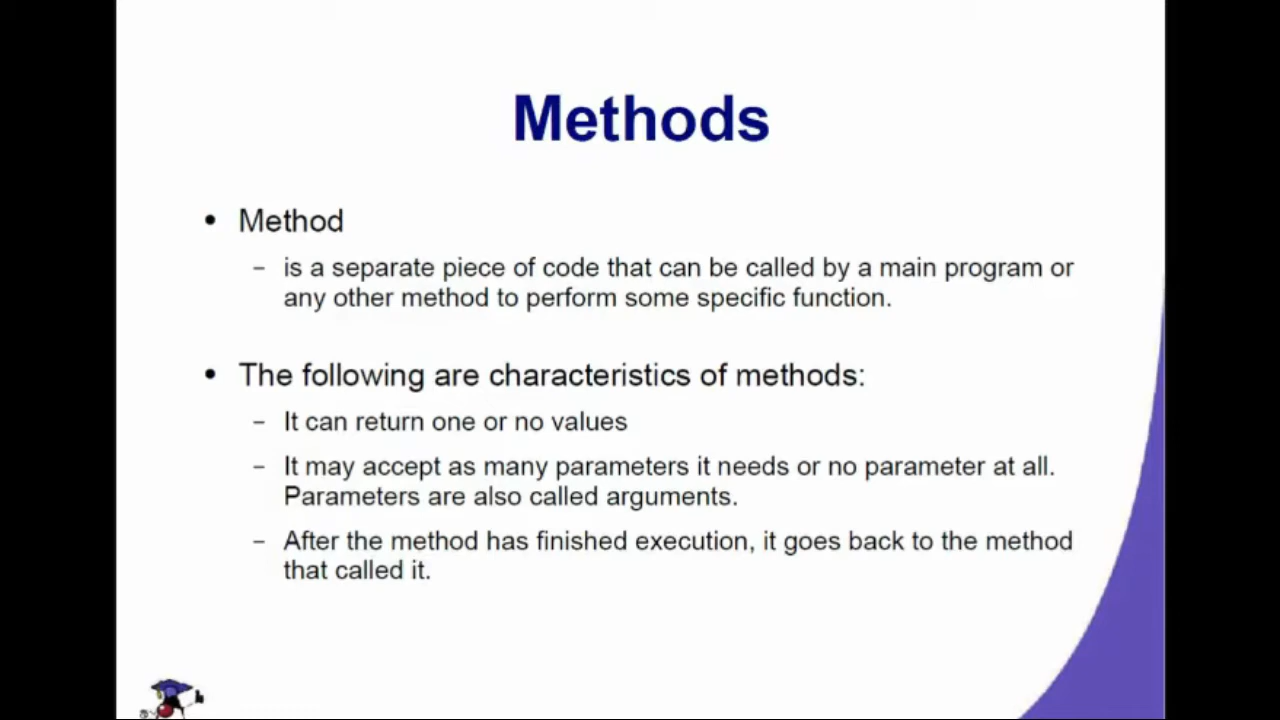 Methods
• Method
– is a separate piece of code that can be called by a main program or
any other method to perform some specific function.
• The following are characteristics of methods:
– It can return one or no values
– It may accept as many parameters it needs or no parameter at all.
Parameters are also called arguments.
– After the method has finished execution, it goes back to the method
that called it.